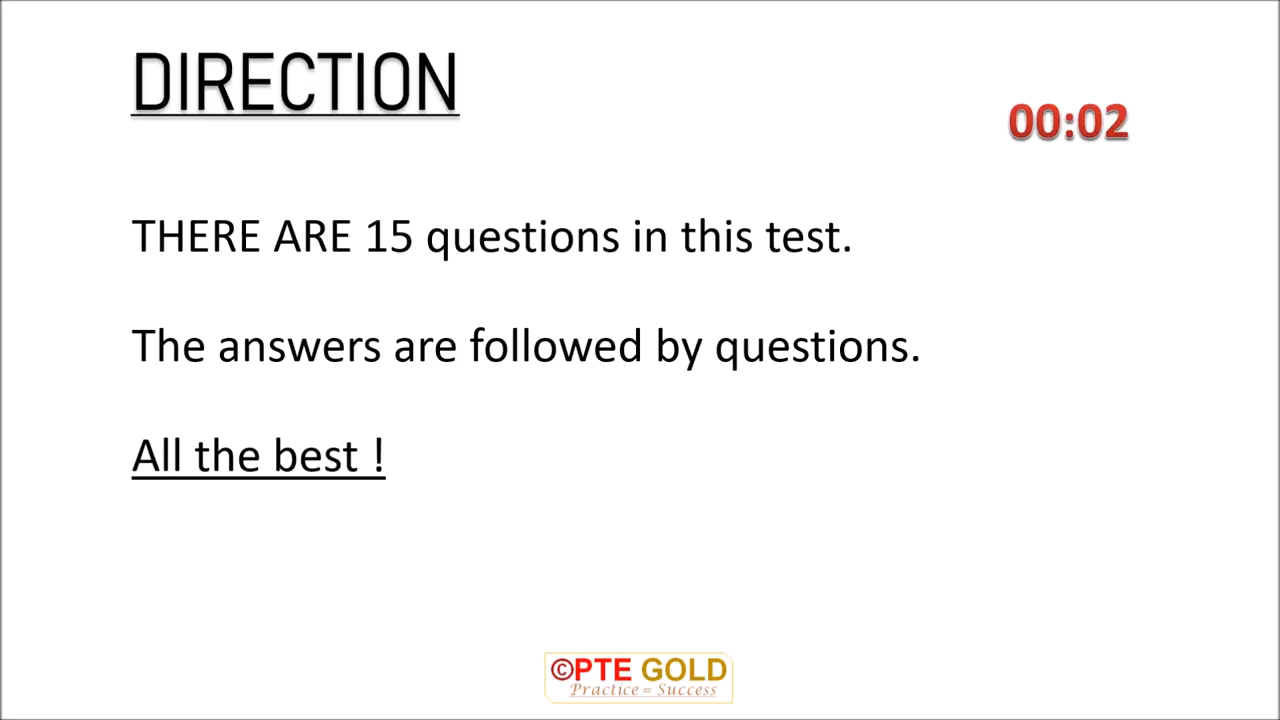 DIRECTION
00:02
THERE ARE 15 questions in this test.
The answers are followed by questions.
All the best !
©PTE GOLD
Practice = Success